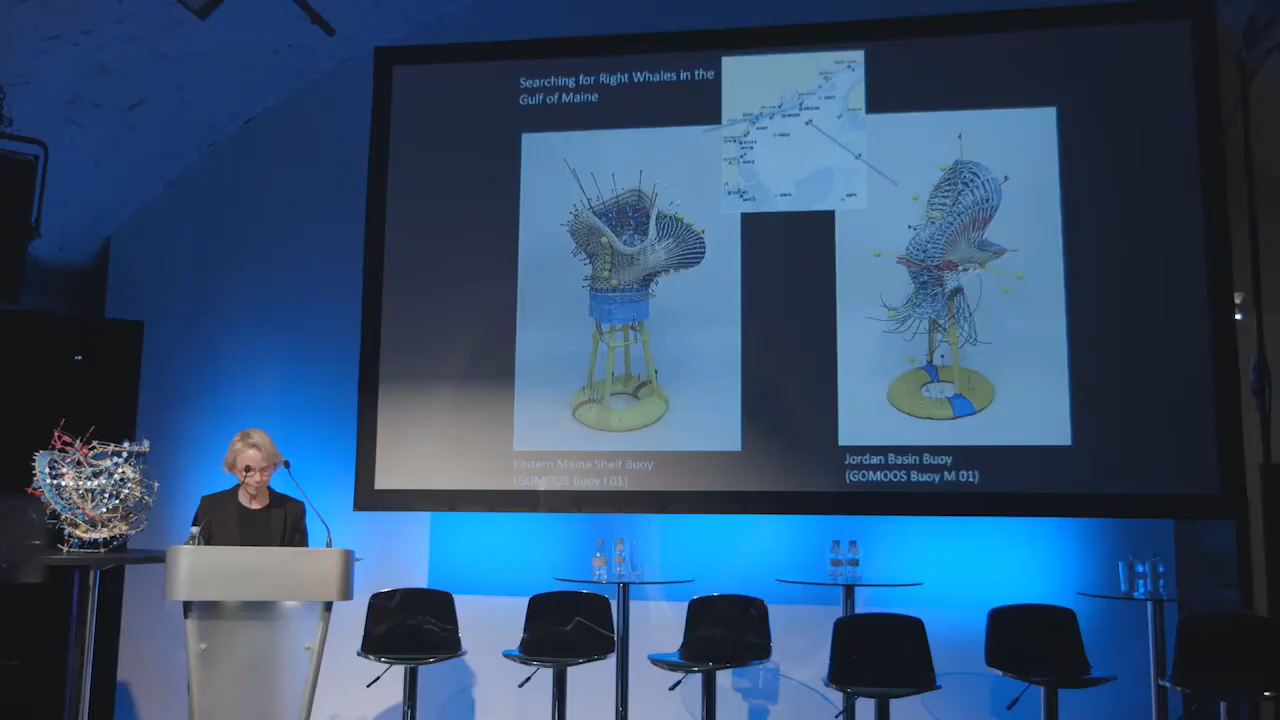 Searching for Right Whales in the
Gulf of Maine
Eastern Maine Shelf Buoy
(GOMOOS Buoy I 01)
Jordan Basin Buoy
(GOMOOS Buoy M 01)